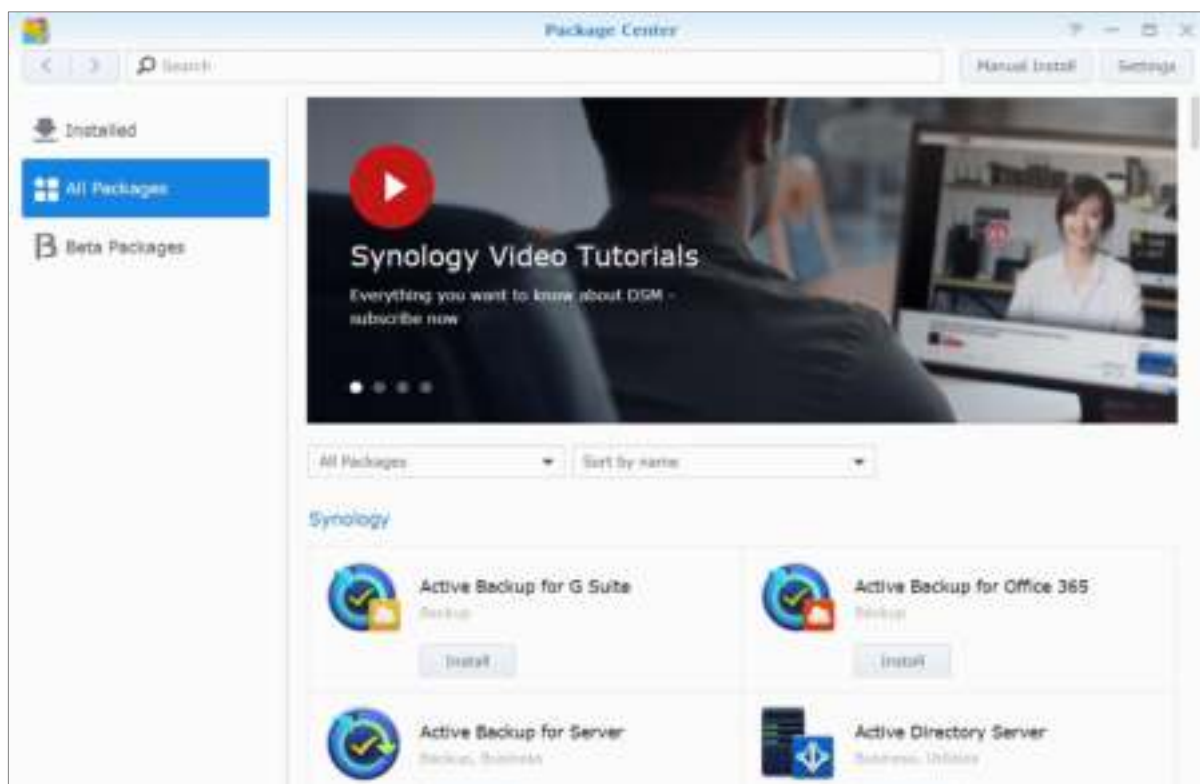 Package Center
Search
Manual Install
Settings
Installed
All Packages
Beta Packages
Synology Video Tutorials
Everything you want to know about DSM -
subscribe now
All Packages
Sort by name
Synology
Active Backup for G Suite
Backup
Install
Active Backup for Office 365
Backup
Install
Active Backup for Server
Backup, Business
Active Directory Server
Business, Utilities